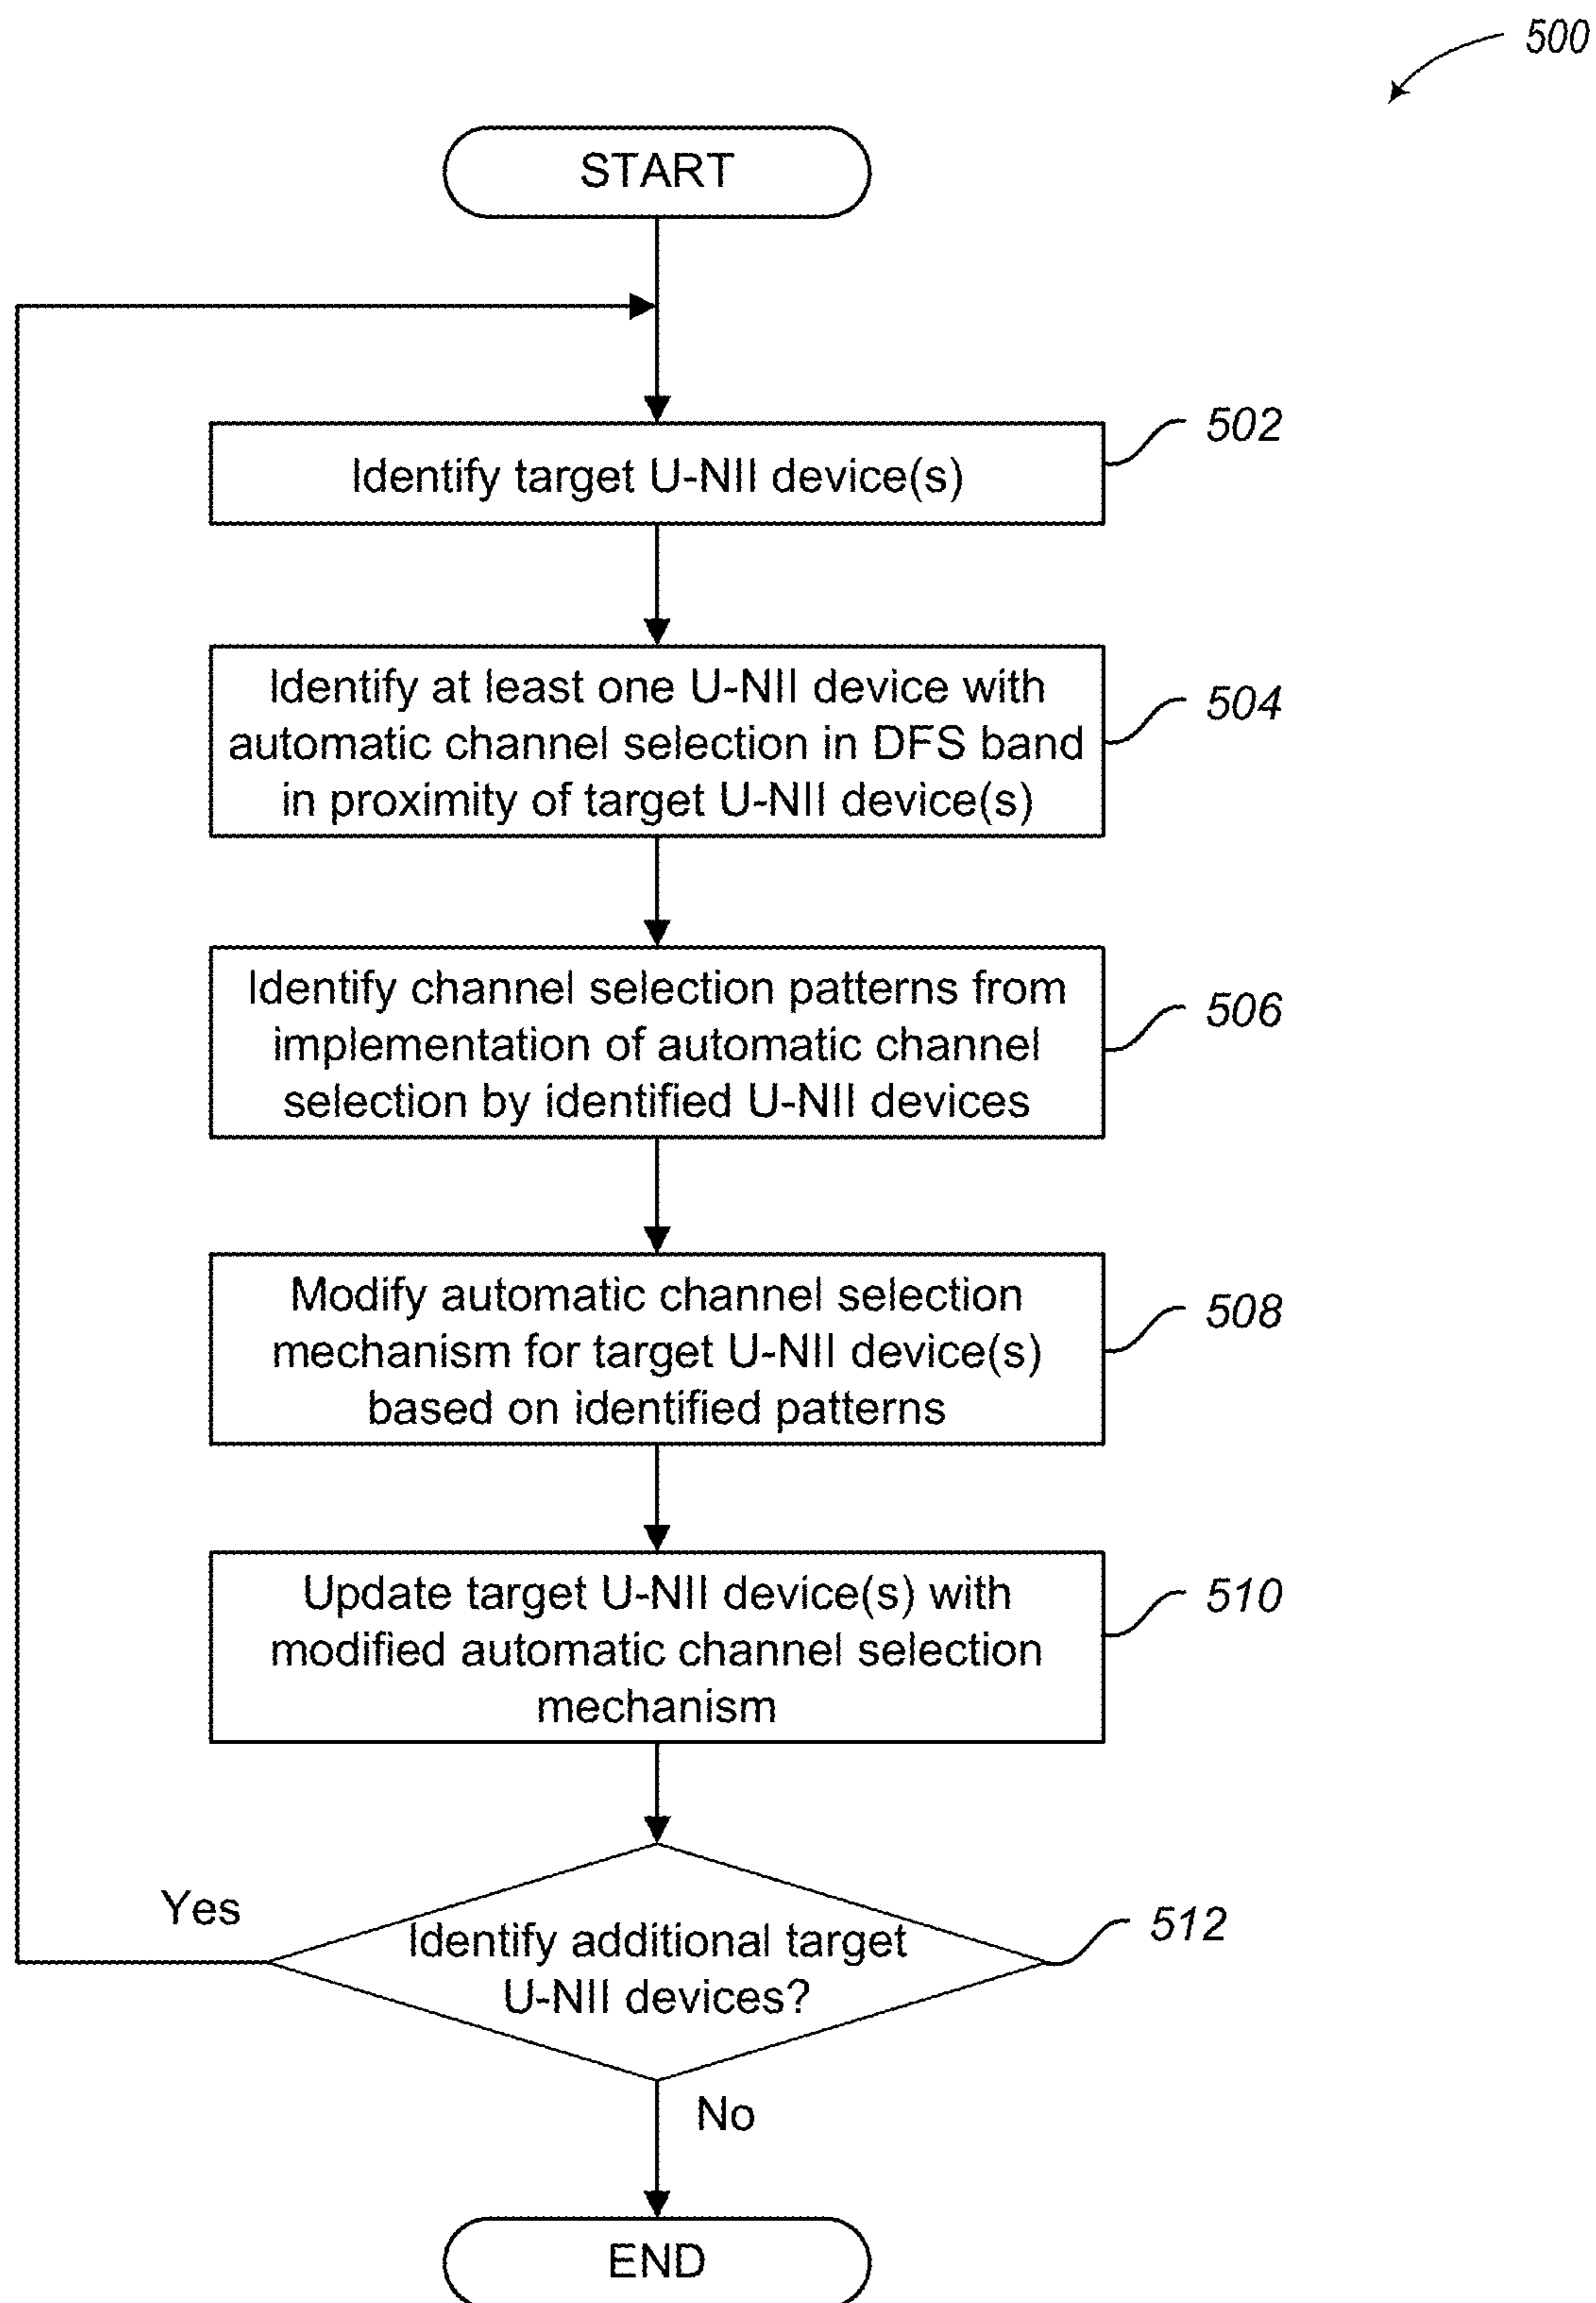 500
START
Identify target U-NII device(s)
502
Identify at least one U-NII device with
automatic channel selection in DFS band
in proximity of target U-NII device(s)
504
Identify channel selection patterns from
implementation of automatic channel
selection by identified U-NII devices
506
Modify automatic channel selection
mechanism for target U-NII device(s)
based on identified patterns
508
Update target U-NII device(s) with
modified automatic channel selection
mechanism
510
Yes
Identify additional target
U-NII devices?
512
No
END